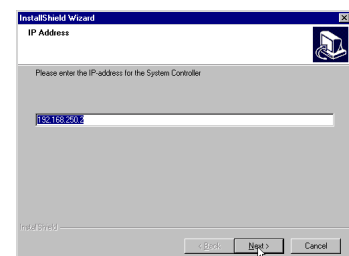 InstallShield Wizard
IP Address
Please enter the IP-address for the System Controller
192.168.250.2
InstallShield
< Back
Next >
Cancel